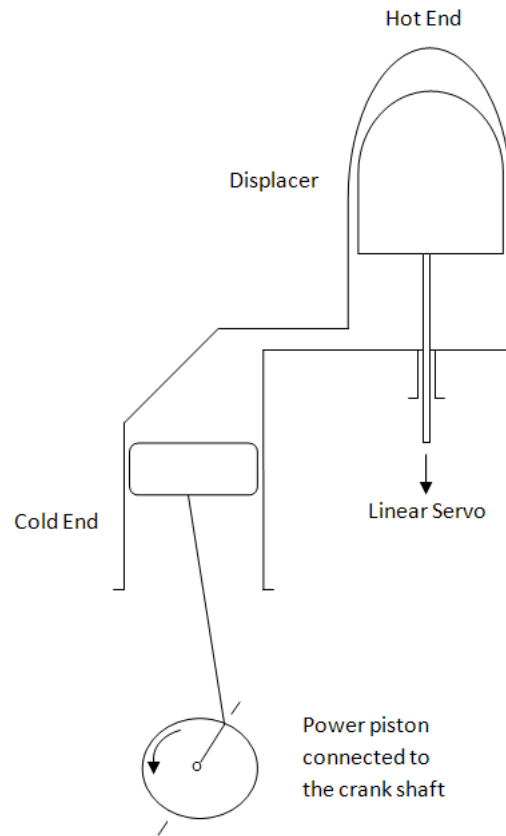 Hot End
Displacer
Linear Servo
Cold End
Power piston
connected to
the crank shaft